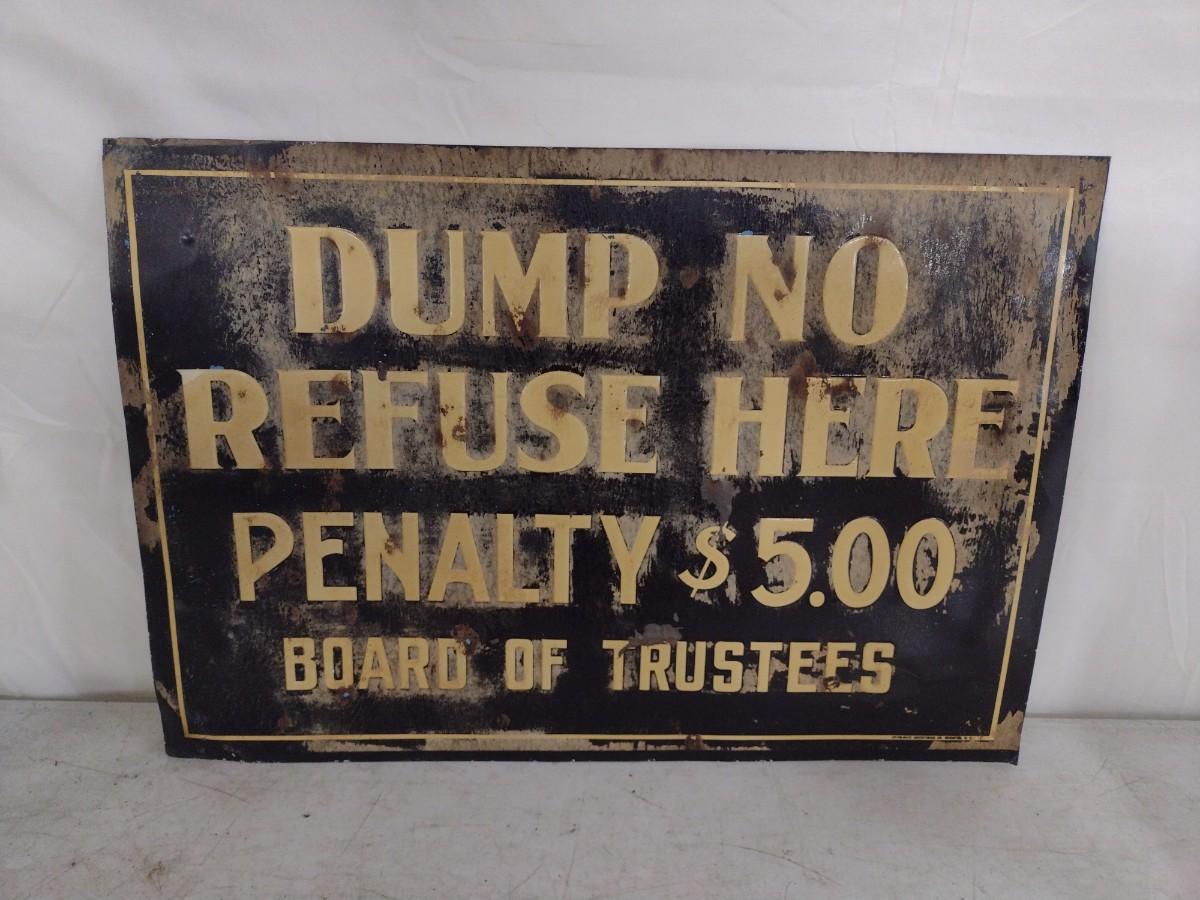 DUMP NO
REFUSE HERE
PENALTY $5.00
BOARD OF TRUSTEES